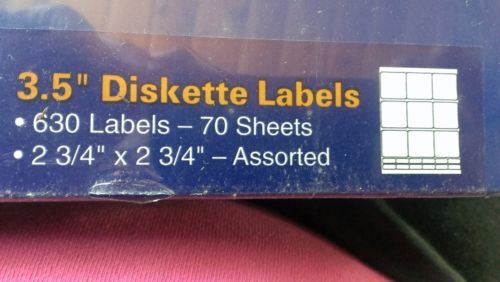 3.5" Diskette Labels
• 630 Labels – 70 Sheets
• 2 3/4" x 2 3/4" – Assorted